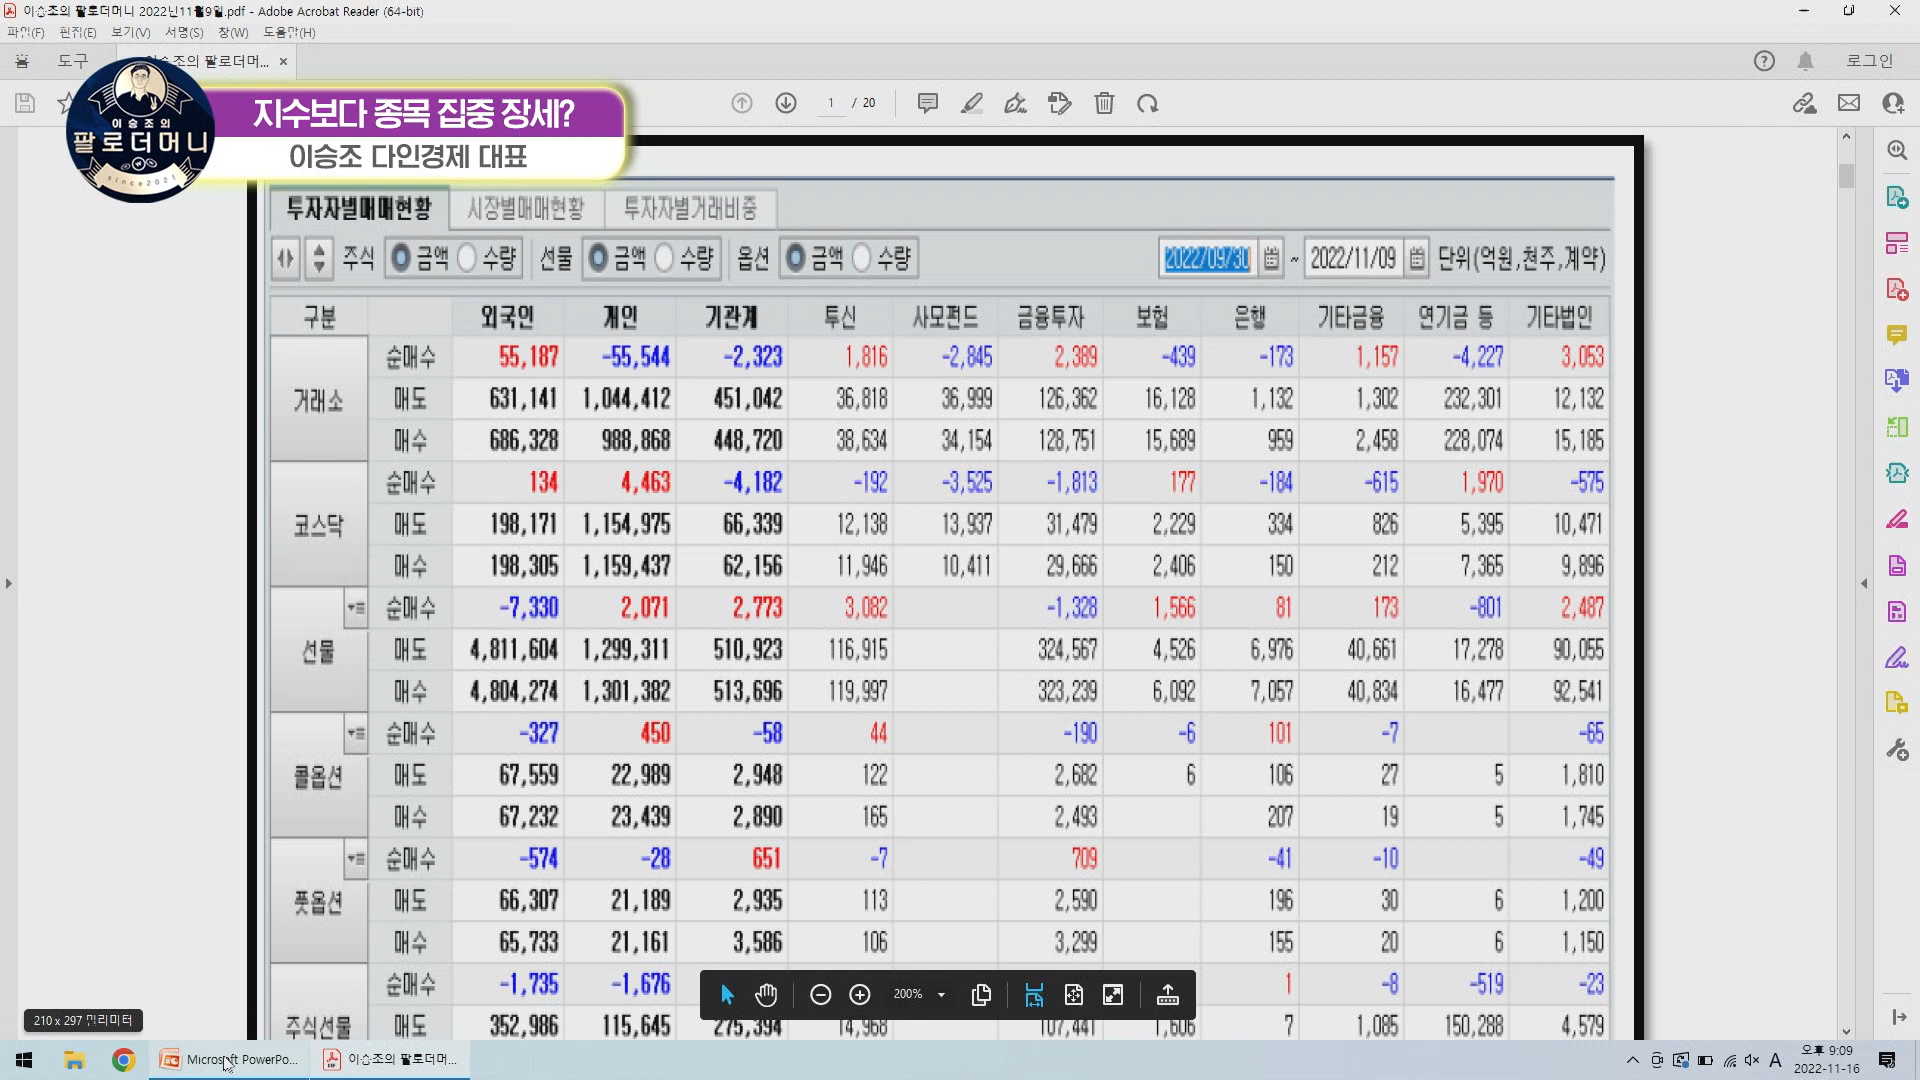 이승조의 팔로더머니 2022년11월9일.pdf - Adobe Acrobat Reader (64-bit)
파일(F) 편집(E) 보기(V) 서명(S) 창(W) 도움말(H)
홈 도구 이승조의 팔로더머... × 로그인
1 / 20
이승조의
팔로더머니
since2021
지수보다 종목 집중 장세?
이승조 다인경제 대표
투자자별매매현황 시장별매매현황 투자자별거래비중
주식 금액 수량 선물 금액 수량 옵션 금액 수량 2022/09/30 ~ 2022/11/09 단위(억원,천주,계약)
구분 외국인 개인 기관계 투신 사모펀드 금융투자 보험 은행 기타금융 연기금 등 기타법인
거래소
순매수 55,187 -55,544 -2,323 1,816 -2,845 2,389 -439 -173 1,157 -4,227 3,053
매도 631,141 1,044,412 451,042 36,818 36,999 126,362 16,128 1,132 1,302 232,301 12,132
매수 686,328 988,868 448,720 38,634 34,154 128,751 15,689 959 2,458 228,074 15,185
코스닥
순매수 134 4,463 -4,182 -192 -3,525 -1,813 177 -184 -615 1,970 -575
매도 198,171 1,154,975 66,339 12,138 13,937 31,479 2,229 334 826 5,395 10,471
매수 198,305 1,159,437 62,156 11,946 10,411 29,666 2,406 150 212 7,365 9,896
선물
순매수 -7,330 2,071 2,773 3,082 -1,328 1,566 81 173 -801 2,487
매도 4,811,604 1,299,311 510,923 116,915 324,567 4,526 6,976 40,661 17,278 90,055
매수 4,804,274 1,301,382 513,696 119,997 323,239 6,092 7,057 40,834 16,477 92,541
콜옵션
순매수 -327 450 -58 44 -190 -6 101 -7 -65
매도 67,559 22,989 2,948 122 2,682 6 106 27 5 1,810
매수 67,232 23,439 2,890 165 2,493 207 19 5 1,745
풋옵션
순매수 -574 -28 651 -7 709 -41 -10 -49
매도 66,307 21,189 2,935 113 2,590 196 30 6 1,200
매수 65,733 21,161 3,586 106 3,299 155 20 6 1,150
주식선물
순매수 -1,735 -1,676 1 -8 -519 -23
매도 352,986 115,645 275,394 14,968 107,441 1,606 7 1,085 150,288 4,579
200%
210 x 297 밀리미터
Microsoft PowerPo... 이승조의 팔로더머... A 오후 9:09
2022-11-16